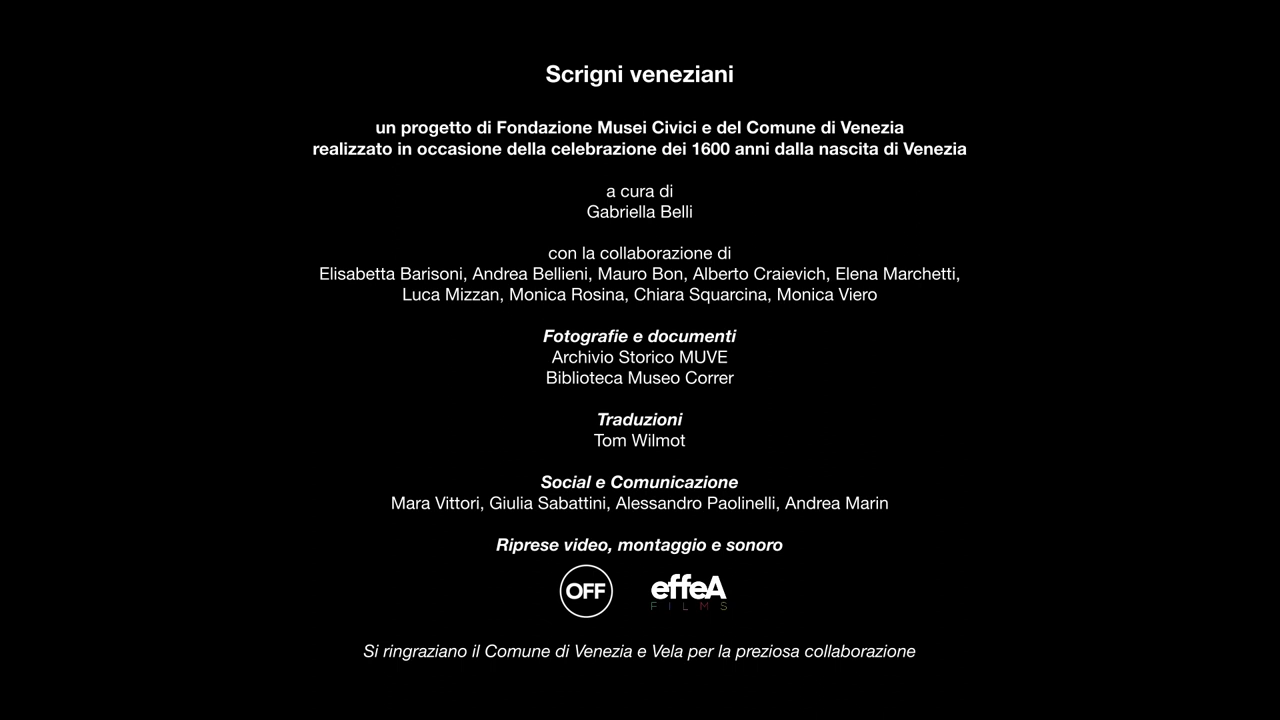 Scrigni veneziani
un progetto di Fondazione Musei Civici e del Comune di Venezia
realizzato in occasione della celebrazione dei 1600 anni dalla nascita di Venezia
a cura di
Gabriella Belli
con la collaborazione di
Elisabetta Barisoni, Andrea Bellieni, Mauro Bon, Alberto Craievich, Elena Marchetti,
Luca Mizzan, Monica Rosina, Chiara Squarcina, Monica Viero
Fotografie e documenti
Archivio Storico MUVE
Biblioteca Museo Correr
Traduzioni
Tom Wilmot
Social e Comunicazione
Mara Vittori, Giulia Sabattini, Alessandro Paolinelli, Andrea Marin
Riprese video, montaggio e sonoro
OFF effeA
FILMS
Si ringraziano il Comune di Venezia e Vela per la preziosa collaborazione